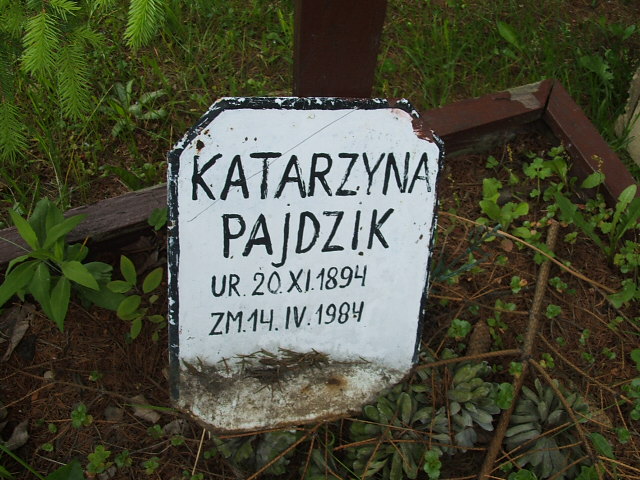 KATARZYNA
PAJDZIK
UR. 20.XI.1894
ZM.14.IV.1984